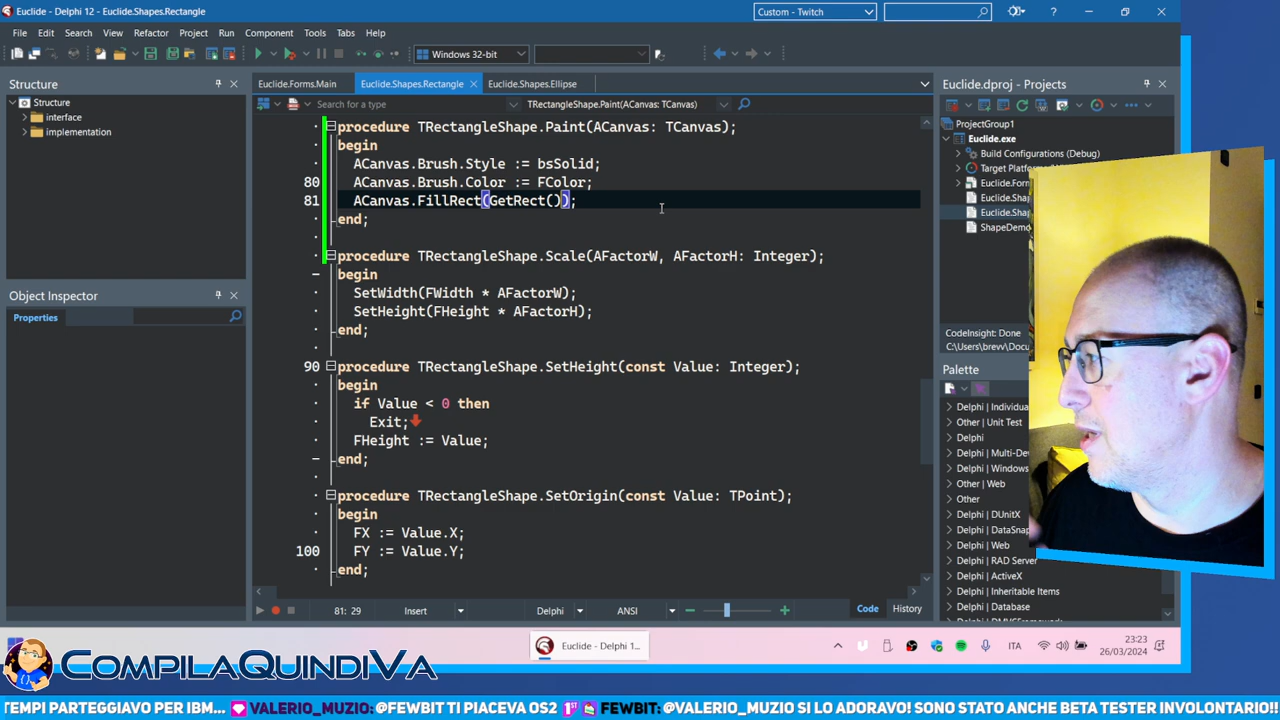 Euclide - Delphi 12 - Euclide.Shapes.Rectangle
Custom - Twitch
File Edit Search View Refactor Project Run Component Tools Tabs Help
Windows 32-bit
Structure
Structure
interface
implementation
Object Inspector
Properties
Euclide.Forms.Main Euclide.Shapes.Rectangle Euclide.Shapes.Ellipse
Search for a type TRectangleShape.Paint(ACanvas: TCanvas)
procedure TRectangleShape.Paint(ACanvas: TCanvas);
begin
ACanvas.Brush.Style := bsSolid;
80 ACanvas.Brush.Color := FColor;
81 ACanvas.FillRect(GetRect());
end;
procedure TRectangleShape.Scale(AFactorW, AFactorH: Integer);
begin
SetWidth(FWidth * AFactorW);
SetHeight(FHeight * AFactorH);
end;
90 procedure TRectangleShape.SetHeight(const Value: Integer);
begin
if Value < 0 then
Exit;
FHeight := Value;
end;
procedure TRectangleShape.SetOrigin(const Value: TPoint);
begin
FX := Value.X;
100 FY := Value.Y;
end;
81: 29 Insert Delphi ANSI Code History
Euclide.dproj - Projects
ProjectGroup1
Euclide.exe
Build Configurations (Debug)
Target Platforms
Euclide.Form
Euclide.Sha
Euclide.Sha
ShapeDemo
CodeInsight: Done
C:\Users\brevv\Docu
Palette
Delphi | Individua
Other | Unit Test
Delphi
Delphi | Multi-Dev
Delphi | Windows
Other | Web
Other
Delphi | DUnitX
Delphi | DataSnap
Delphi | Web
Delphi | RAD Server
Delphi | ActiveX
Delphi | Inheritable Items
Delphi | Database
Euclide - Delphi 1...
ITA
23:23
26/03/2024
COMPILAQUINDIVA
TEMPI PARTEGGIAVO PER IBM... VALERIO_MUZIO: @FEWBIT TI PIACEVA OS2 1ST FEWBIT: @VALERIO_MUZIO SI LO ADORAVO! SONO STATO ANCHE BETA TESTER INVOLONTARIO!!